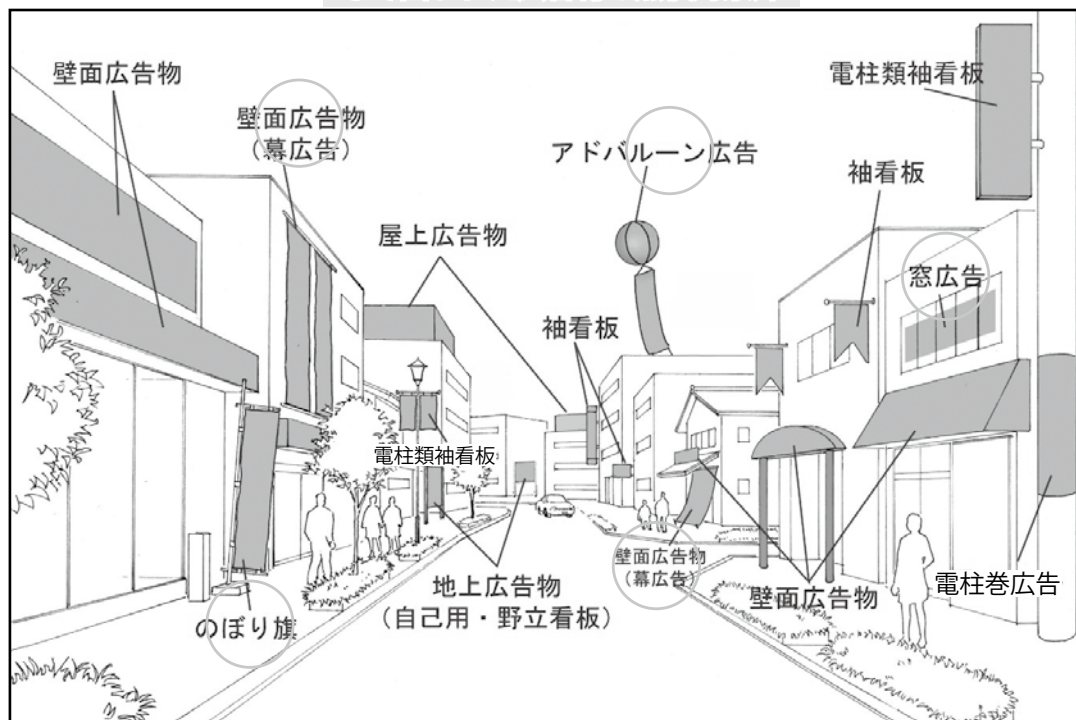 壁面広告物
壁面広告物
(幕広告)
アドバルーン広告
電柱類袖看板
袖看板
屋上広告物
窓広告
袖看板
電柱類袖看板
壁面広告物
(幕広告)
地上広告物
(自己用・野立看板)
壁面広告物
電柱巻広告
のぼり旗